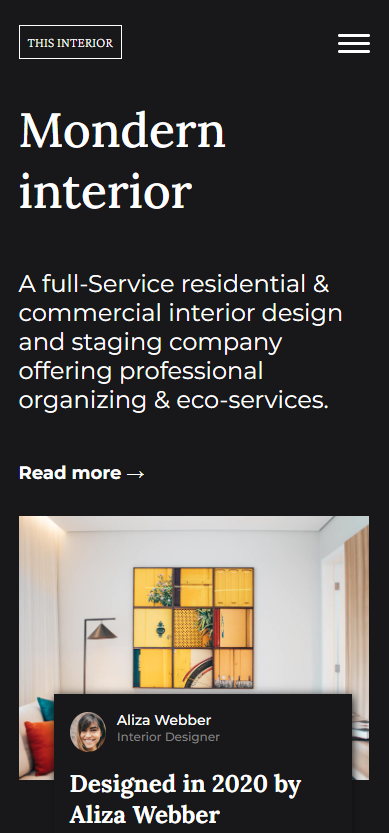 THIS INTERIOR
Mondern
interior
A full-Service residential &
commercial interior design
and staging company
offering professional
organizing & eco-services.
Read more →
Aliza Webber
Interior Designer
Designed in 2020 by
Aliza Webber